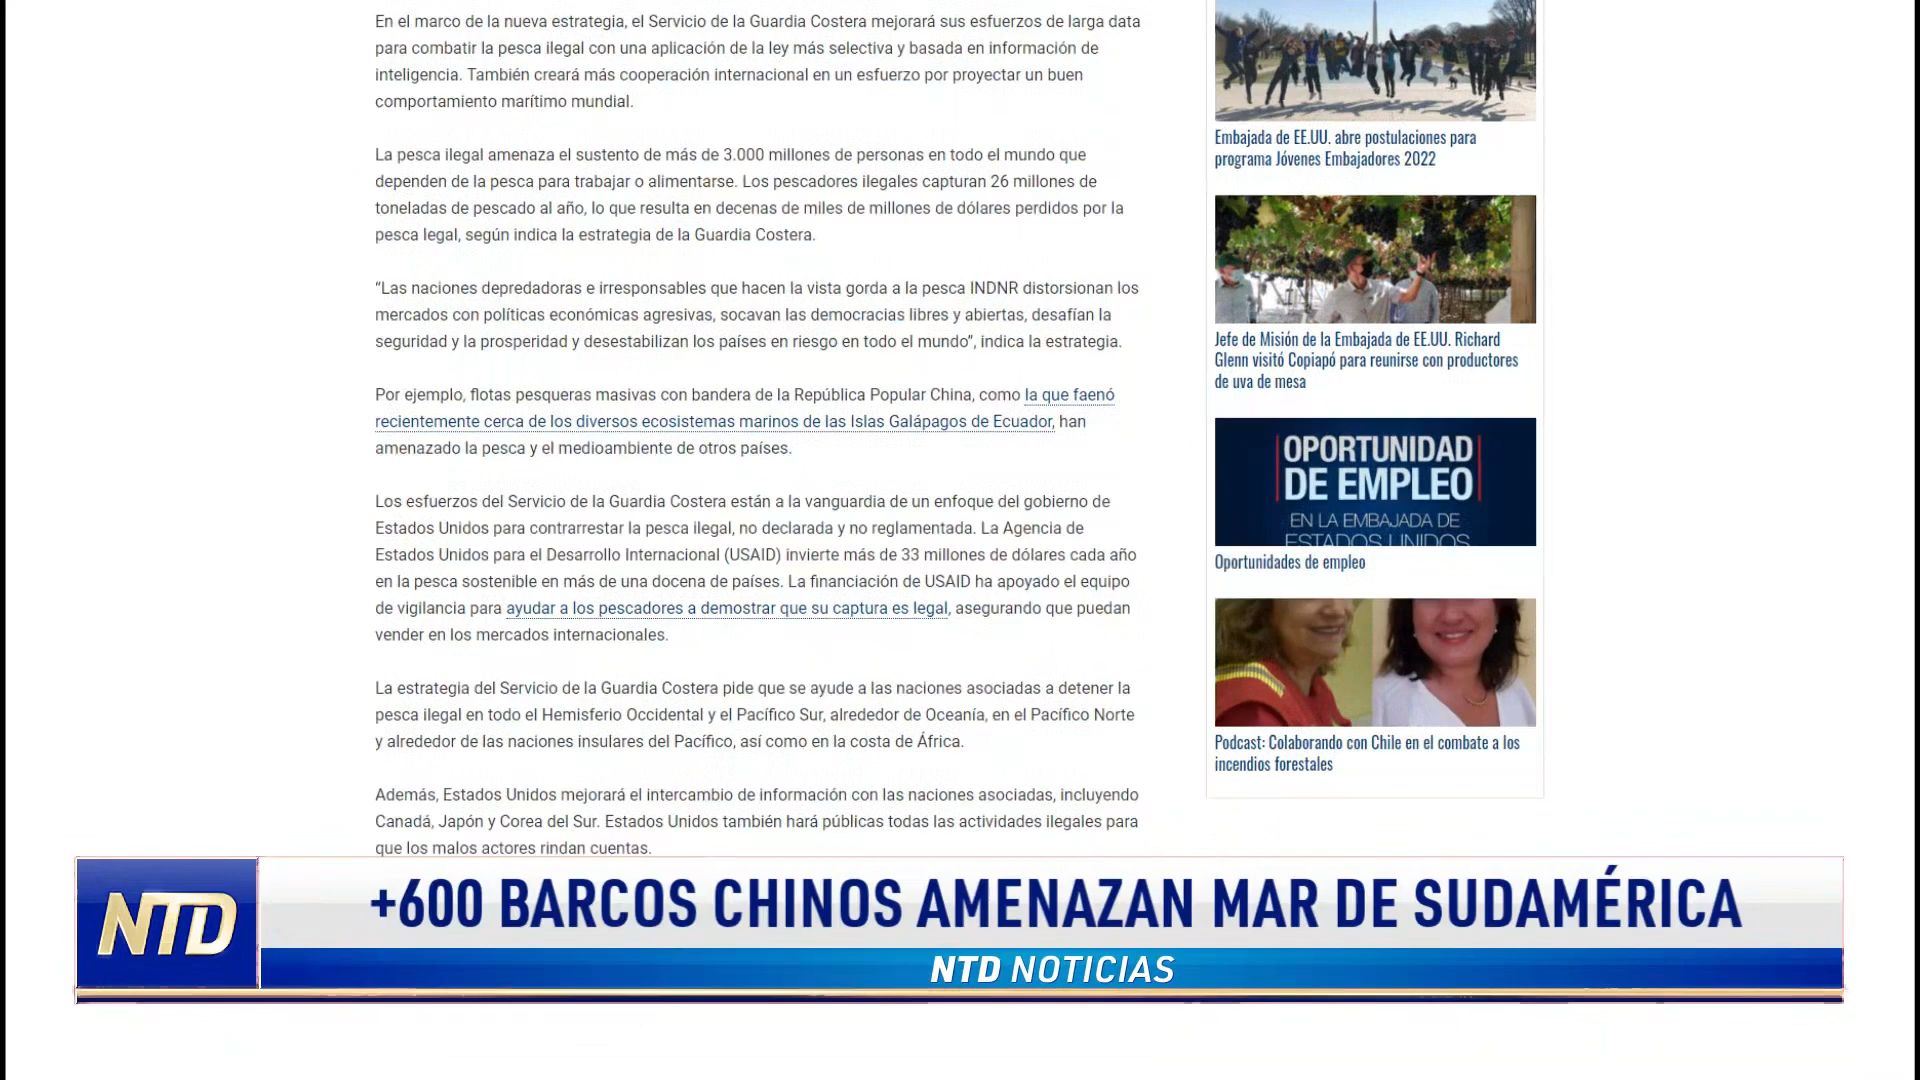 En el marco de la nueva estrategia, el Servicio de la Guardia Costera mejorará sus esfuerzos de larga data
para combatir la pesca ilegal con una aplicación de la ley más selectiva y basada en información de
inteligencia. También creará más cooperación internacional en un esfuerzo por proyectar un buen
comportamiento marítimo mundial.
La pesca ilegal amenaza el sustento de más de 3.000 millones de personas en todo el mundo que
dependen de la pesca para trabajar o alimentarse. Los pescadores ilegales capturan 26 millones de
toneladas de pescado al año, lo que resulta en decenas de miles de millones de dólares perdidos por la
pesca legal, según indica la estrategia de la Guardia Costera.
“Las naciones depredadoras e irresponsables que hacen la vista gorda a la pesca INDNR distorsionan los
mercados con políticas económicas agresivas, socavan las democracias libres y abiertas, desafían la
seguridad y la prosperidad y desestabilizan los países en riesgo en todo el mundo”, indica la estrategia.
Por ejemplo, flotas pesqueras masivas con bandera de la República Popular China, como la que faenó
recientemente cerca de los diversos ecosistemas marinos de las Islas Galápagos de Ecuador, han
amenazado la pesca y el medioambiente de otros países.
Los esfuerzos del Servicio de la Guardia Costera están a la vanguardia de un enfoque del gobierno de
Estados Unidos para contrarrestar la pesca ilegal, no declarada y no reglamentada. La Agencia de
Estados Unidos para el Desarrollo Internacional (USAID) invierte más de 33 millones de dólares cada año
en la pesca sostenible en más de una docena de países. La financiación de USAID ha apoyado el equipo
de vigilancia para ayudar a los pescadores a demostrar que su captura es legal, asegurando que puedan
vender en los mercados internacionales.
La estrategia del Servicio de la Guardia Costera pide que se ayude a las naciones asociadas a detener la
pesca ilegal en todo el Hemisferio Occidental y el Pacífico Sur, alrededor de Oceanía, en el Pacífico Norte
y alrededor de las naciones insulares del Pacífico, así como en la costa de África.
Además, Estados Unidos mejorará el intercambio de información con las naciones asociadas, incluyendo
Canadá, Japón y Corea del Sur. Estados Unidos también hará públicas todas las actividades ilegales para
que los malos actores rindan cuentas.
Embajada de EE.UU. abre postulaciones para
programa Jóvenes Embajadores 2022
Jefe de Misión de la Embajada de EE.UU. Richard
Glenn visitó Copiapó para reunirse con productores
de uva de mesa
OPORTUNIDAD
DE EMPLEO
EN LA EMBAJADA DE
ESTADOS UNIDOS
Oportunidades de empleo
Podcast: Colaborando con Chile en el combate a los
incendios forestales
NTD
+600 BARCOS CHINOS AMENAZAN MAR DE SUDAMÉRICA
NTD NOTICIAS